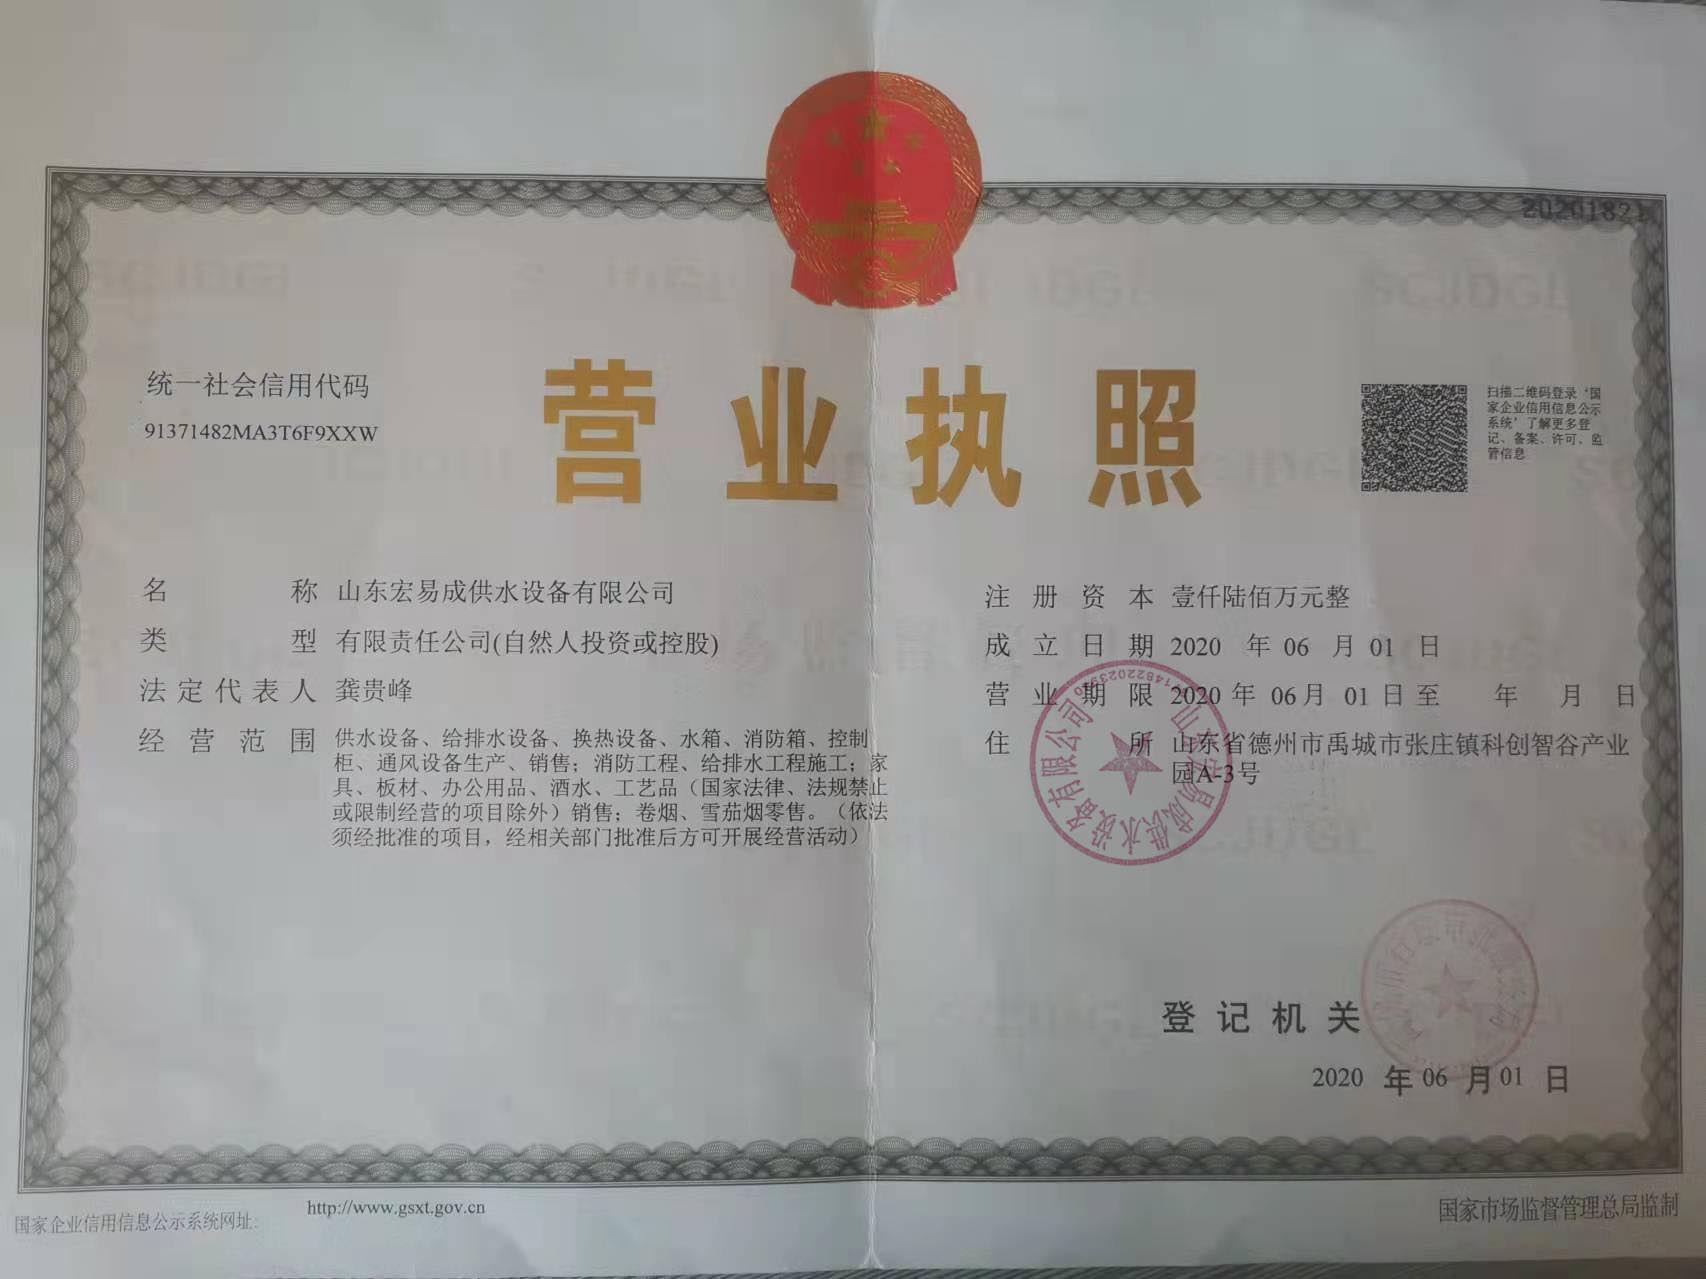 20201821
统一社会信用代码
91371482MA3T6F9XXW
营业执照
扫描二维码登录‘国
家企业信用信息公示
系统’了解更多登
记、备案、许可、监
管信息
名称 山东宏易成供水设备有限公司
类型 有限责任公司(自然人投资或控股)
法定代表人 龚贵峰
经营范围 供水设备、给排水设备、换热设备、水箱、消防箱、控制
柜、通风设备生产、销售；消防工程、给排水工程施工；家
具、板材、办公用品、酒水、工艺品（国家法律、法规禁止
或限制经营的项目除外）销售；卷烟、雪茄烟零售。（依法
须经批准的项目，经相关部门批准后方可开展经营活动）
注册资本 壹仟陆佰万元整
成立日期 2020 年 06 月 01 日
营业期限 2020 年 06月 01 日至 年 月 日
住所 山东省德州市禹城市张庄镇科创智谷产业
园A-3号
登记机关
2020 年 06 月 01 日
国家企业信用信息公示系统网址: http://www.gsxt.gov.cn
国家市场监督管理总局监制